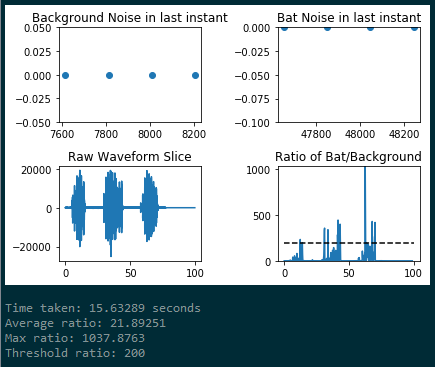 Background Noise in last instant
0.050
0.025
0.000
−0.025
−0.050
7600 7800 8000 8200
Bat Noise in last instant
0.000
−0.025
−0.050
−0.075
−0.100
47800 48000 48200
Raw Waveform Slice
20000
0
−20000
0 50 100
Ratio of Bat/Background
1000
500
0
0 50 100
Time taken: 15.63289 seconds
Average ratio: 21.89251
Max ratio: 1037.8763
Threshold ratio: 200